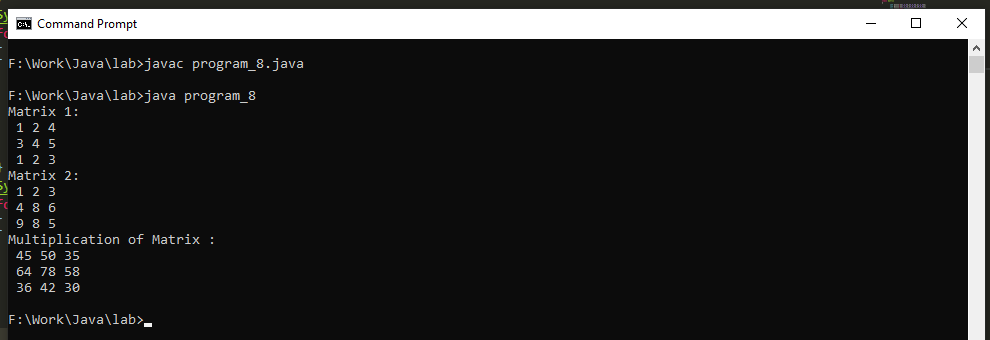 Command Prompt
F:\Work\Java\lab>javac program_8.java
F:\Work\Java\lab>java program_8
Matrix 1:
1 2 4
3 4 5
1 2 3
Matrix 2:
1 2 3
4 8 6
9 8 5
Multiplication of Matrix :
45 50 35
64 78 58
36 42 30
F:\Work\Java\lab>